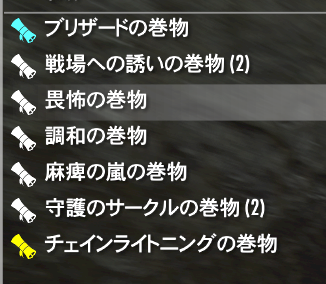 ブリザードの巻物
戦場への誘いの巻物 (2)
畏怖の巻物
調和の巻物
麻痺の嵐の巻物
守護のサークルの巻物 (2)
チェインライトニングの巻物